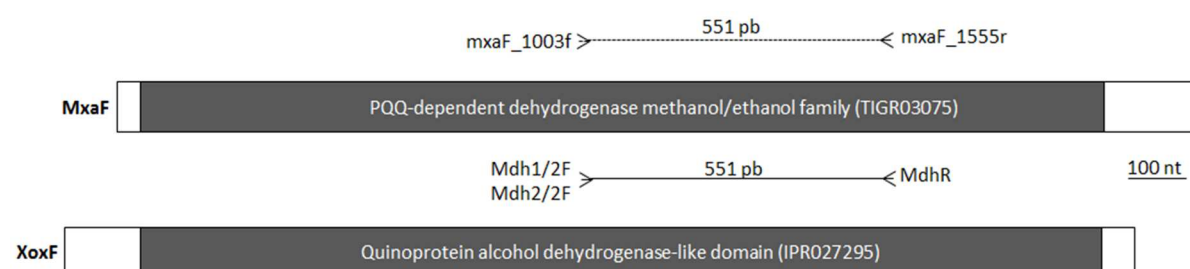 551 pb
mxaF_1003f
mxaF_1555r
MxaF
PQQ-dependent dehydrogenase methanol/ethanol family (TIGR03075)
Mdh1/2F
Mdh2/2F
551 pb
MdhR
100 nt
XoxF
Quinoprotein alcohol dehydrogenase-like domain (IPR027295)